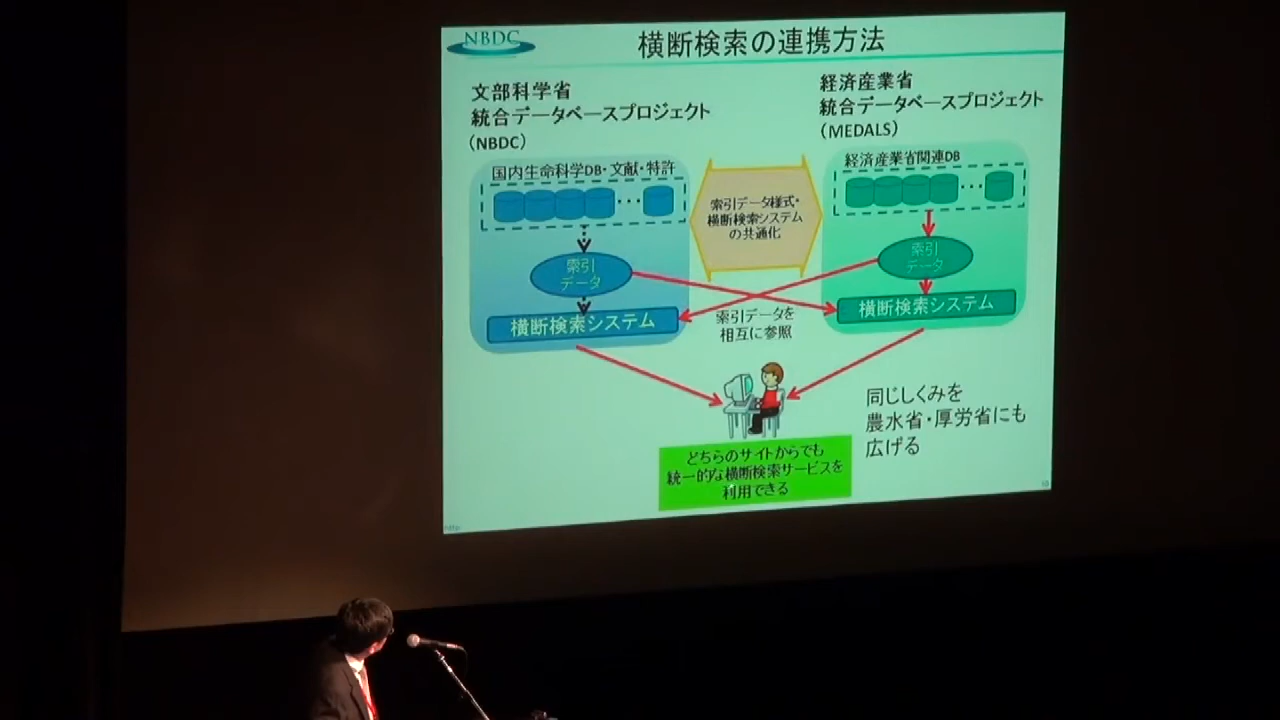 NBDC
横断検索の連携方法
文部科学省
統合データベースプロジェクト
（NBDC）
経済産業省
統合データベースプロジェクト
（MEDALS）
国内生命科学DB・文献・特許
…
索引
データ
横断検索システム
索引データ様式・
横断検索システム
の共通化
経済産業省関連DB
…
索引
データ
横断検索システム
索引データを
相互に参照
どちらのサイトからでも
統一的な横断検索サービスを
利用できる
同じしくみを
農水省・厚労省にも
広げる